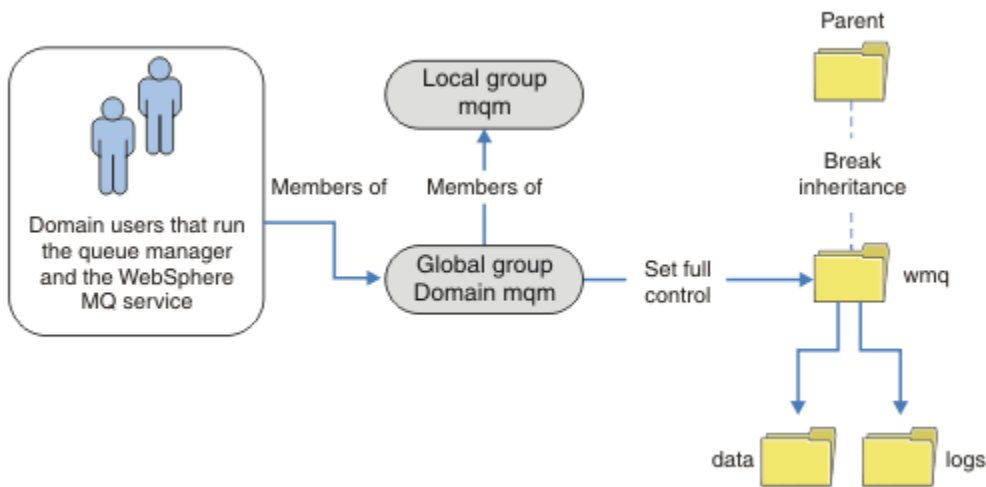 Parent
Local group
mqm
Break
inheritance
Members of
Members of
Domain users that run
the queue manager
and the WebSphere
MQ service
Global group
Domain mqm
Set full
control
wmq
data
logs